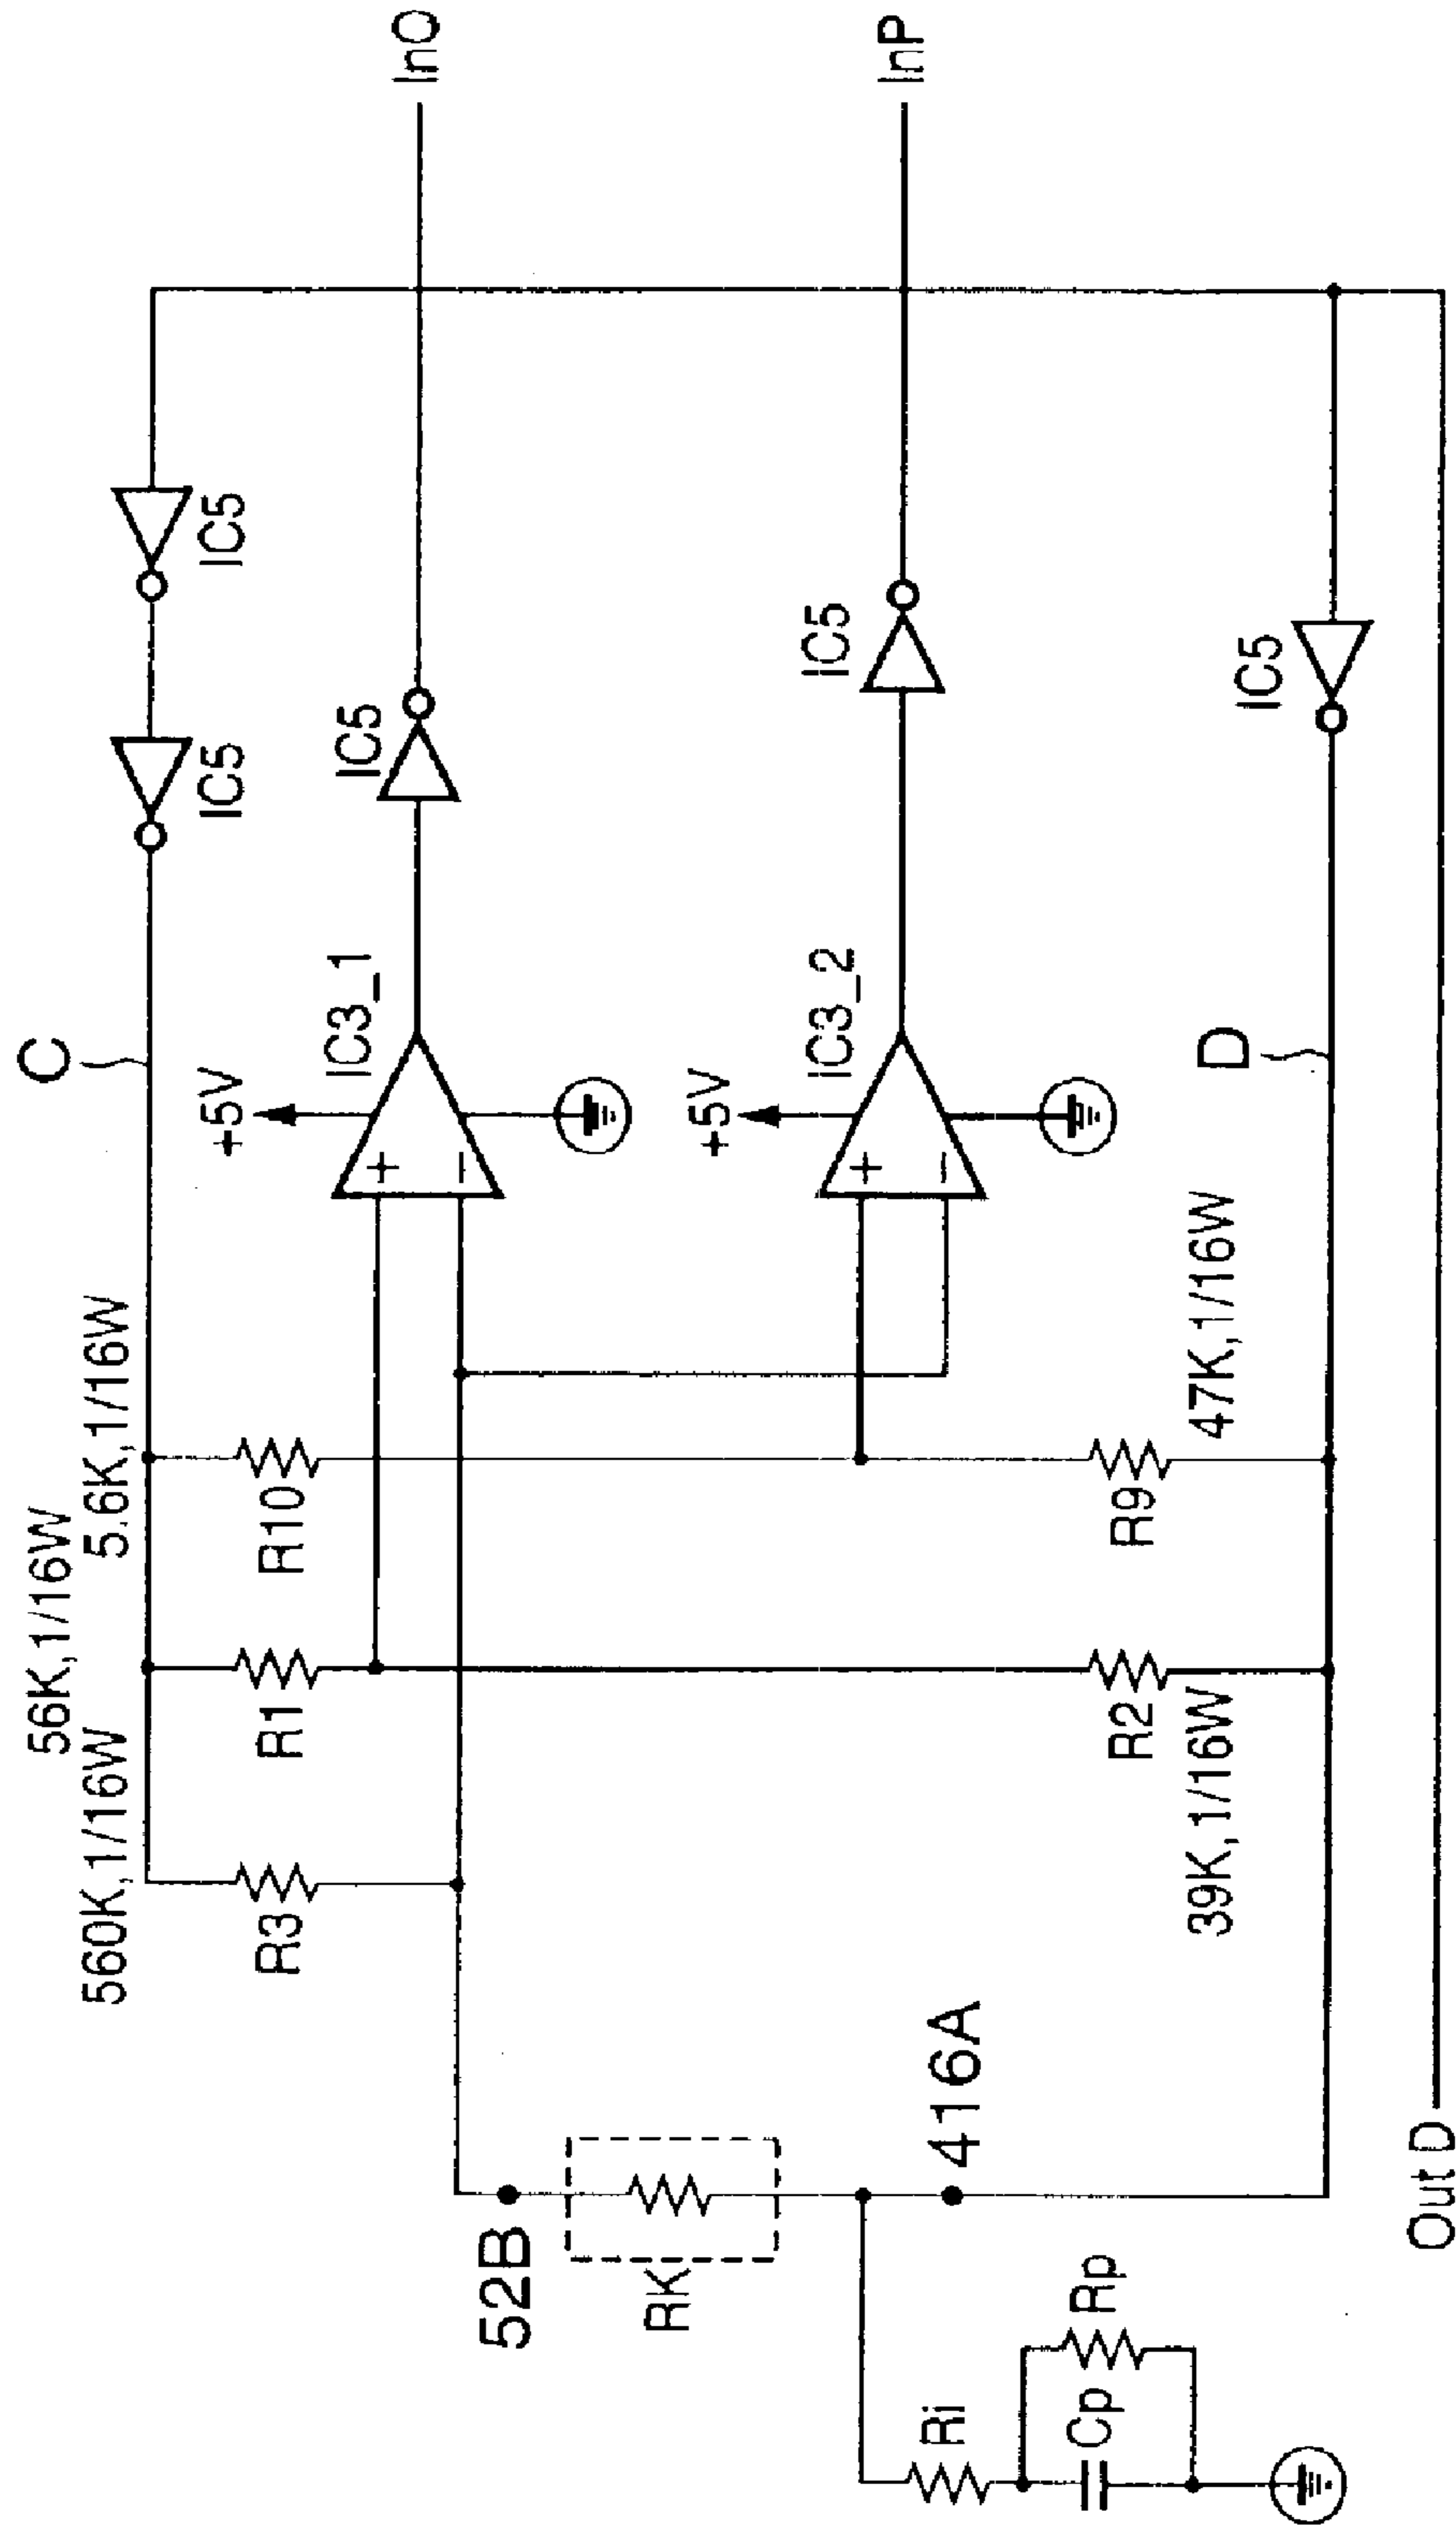 InO
InP
IC5
IC5
IC5
IC5
IC5
C
+5V
IC3_1
+
−
+5V
IC3_2
+
−
D
560K,1/16W
56K,1/16W
5.6K,1/16W
R3
R1
R10
R2
R9
39K,1/16W
47K,1/16W
52B
RK
416A
Ri
Cp
Rp
Out D